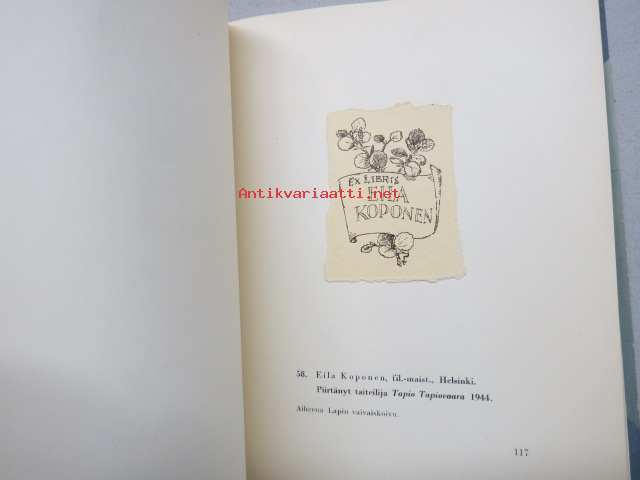 EX LIBRIS
Antikvariaatti.net
EILA
KOPONEN
58. Eila Koponen, fil.-maist., Helsinki.
Piirtänyt taiteilija Tapio Tapiovaara 1944.
Aiheena Lapin vaivaiskoivu.
117